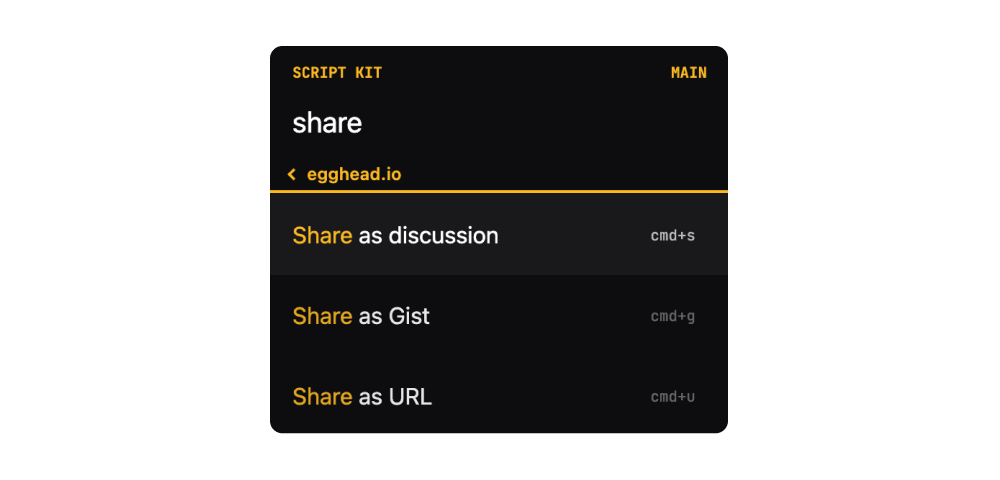 SCRIPT KIT MAIN
share
egghead.io
Share as discussion cmd+s
Share as Gist cmd+g
Share as URL cmd+u